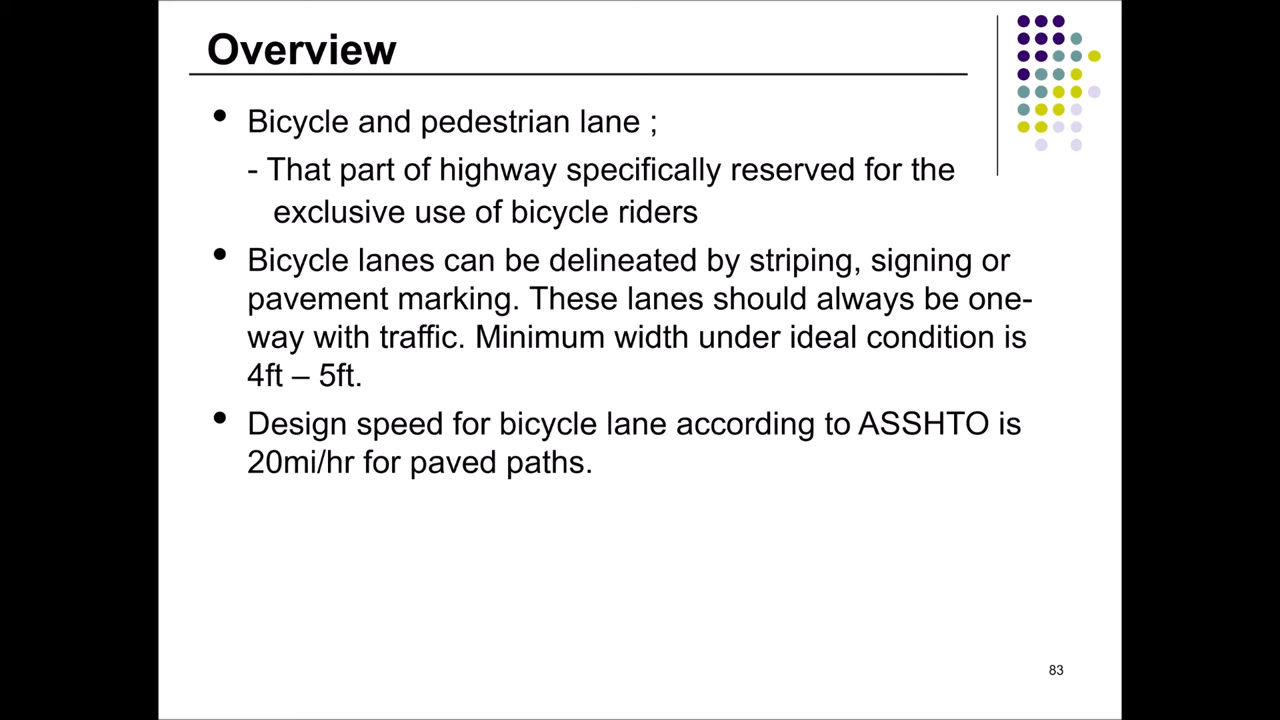 Overview
• Bicycle and pedestrian lane ;
- That part of highway specifically reserved for the
exclusive use of bicycle riders
• Bicycle lanes can be delineated by striping, signing or
pavement marking. These lanes should always be one-
way with traffic. Minimum width under ideal condition is
4ft – 5ft.
• Design speed for bicycle lane according to ASSHTO is
20mi/hr for paved paths.
83